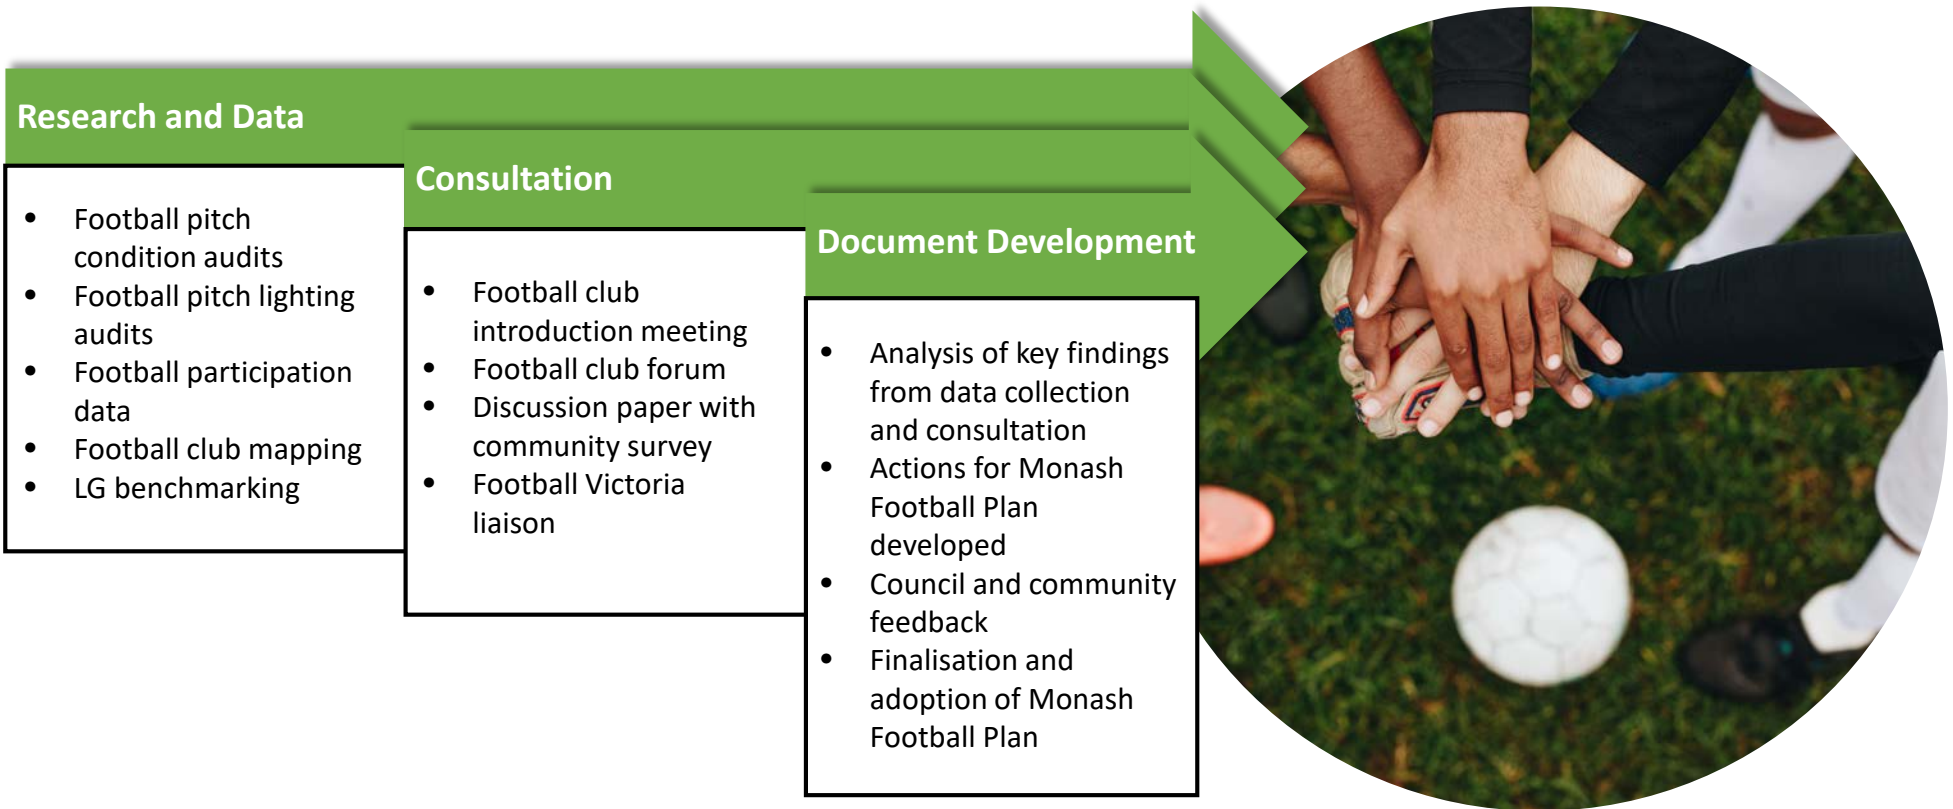 Research and Data
• Football pitch
condition audits
• Football pitch lighting
audits
• Football participation
data
• Football club mapping
• LG benchmarking
Consultation
• Football club
introduction meeting
• Football club forum
• Discussion paper with
community survey
• Football Victoria
liaison
Document Development
• Analysis of key findings
from data collection
and consultation
• Actions for Monash
Football Plan
developed
• Council and community
feedback
• Finalisation and
adoption of Monash
Football Plan